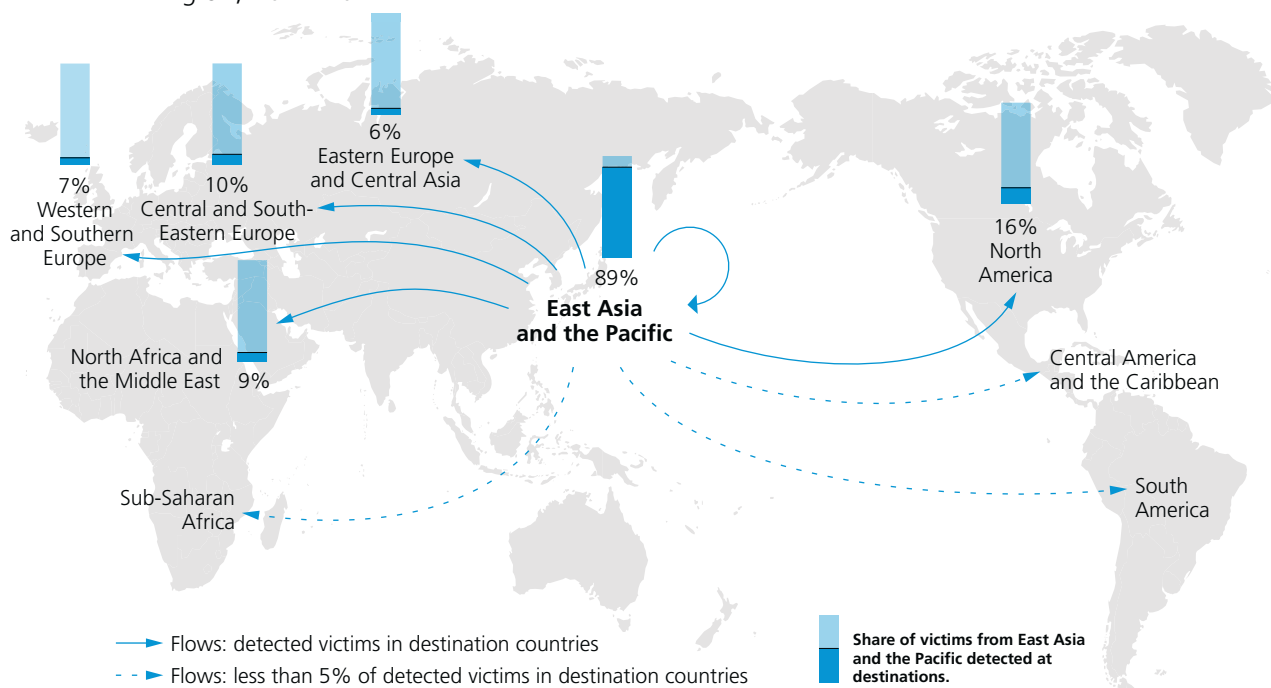 6%
Eastern Europe
and Central Asia
7%
Western
and Southern
Europe
10%
Central and South-
Eastern Europe
89%
East Asia
and the Pacific
16%
North
America
North Africa and
the Middle East
9%
Central America
and the Caribbean
Sub-Saharan
Africa
South
America
Flows: detected victims in destination countries
Flows: less than 5% of detected victims in destination countries
Share of victims from East Asia
and the Pacific detected at
destinations.